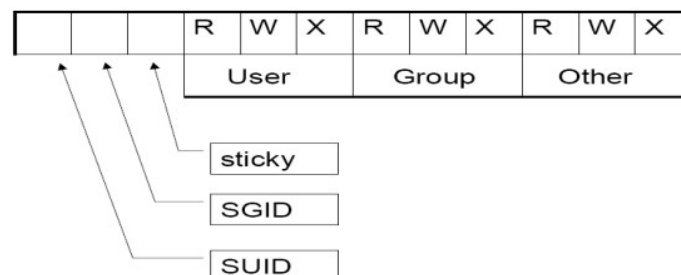 R W X R W X R W X
User Group Other
sticky
SGID
SUID